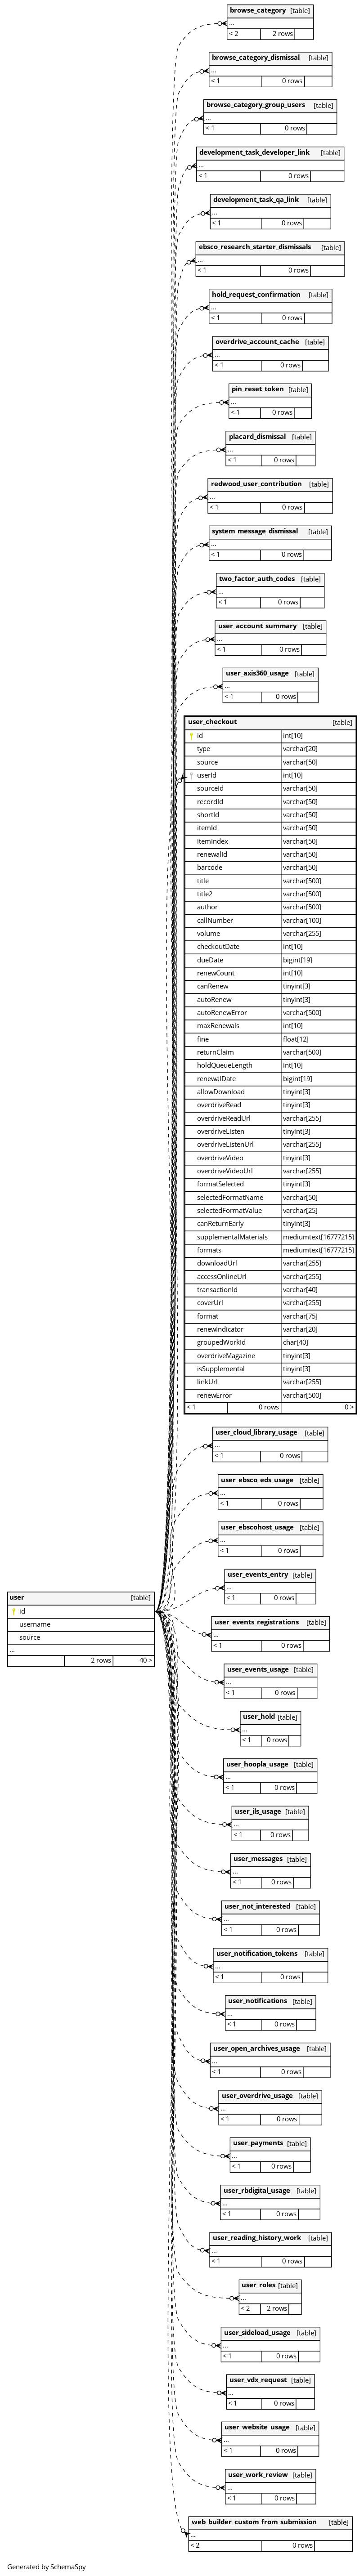 browse_category [table]
...
< 2 2 rows
browse_category_dismissal [table]
...
< 1 0 rows
browse_category_group_users [table]
...
< 1 0 rows
development_task_developer_link [table]
...
< 1 0 rows
development_task_qa_link [table]
...
< 1 0 rows
ebsco_research_starter_dismissals [table]
...
< 1 0 rows
hold_request_confirmation [table]
...
< 1 0 rows
overdrive_account_cache [table]
...
< 1 0 rows
pin_reset_token [table]
...
< 1 0 rows
placard_dismissal [table]
...
< 1 0 rows
redwood_user_contribution [table]
...
< 1 0 rows
system_message_dismissal [table]
...
< 1 0 rows
two_factor_auth_codes [table]
...
< 1 0 rows
user_account_summary [table]
...
< 1 0 rows
user_axis360_usage [table]
...
< 1 0 rows
user_checkout [table]
id int[10]
type varchar[20]
source varchar[50]
userId int[10]
sourceId varchar[50]
recordId varchar[50]
shortId varchar[50]
itemId varchar[50]
itemIndex varchar[50]
renewalId varchar[50]
barcode varchar[50]
title varchar[500]
title2 varchar[500]
author varchar[500]
callNumber varchar[100]
volume varchar[255]
checkoutDate int[10]
dueDate bigint[19]
renewCount int[10]
canRenew tinyint[3]
autoRenew tinyint[3]
autoRenewError varchar[500]
maxRenewals int[10]
fine float[12]
returnClaim varchar[500]
holdQueueLength int[10]
renewalDate bigint[19]
allowDownload tinyint[3]
overdriveRead tinyint[3]
overdriveReadUrl varchar[255]
overdriveListen tinyint[3]
overdriveListenUrl varchar[255]
overdriveVideo tinyint[3]
overdriveVideoUrl varchar[255]
formatSelected tinyint[3]
selectedFormatName varchar[50]
selectedFormatValue varchar[25]
canReturnEarly tinyint[3]
supplementalMaterials mediumtext[16777215]
formats mediumtext[16777215]
downloadUrl varchar[255]
accessOnlineUrl varchar[255]
transactionId varchar[40]
coverUrl varchar[255]
format varchar[75]
renewIndicator varchar[20]
groupedWorkId char[40]
overdriveMagazine tinyint[3]
isSupplemental tinyint[3]
linkUrl varchar[255]
renewError varchar[500]
< 1 0 rows 0 >
user_cloud_library_usage [table]
...
< 1 0 rows
user_ebsco_eds_usage [table]
...
< 1 0 rows
user_ebscohost_usage [table]
...
< 1 0 rows
user_events_entry [table]
...
< 1 0 rows
user [table]
id
username
source
...
2 rows 40 >
user_events_registrations [table]
...
< 1 0 rows
user_events_usage [table]
...
< 1 0 rows
user_hold [table]
...
< 1 0 rows
user_hoopla_usage [table]
...
< 1 0 rows
user_ils_usage [table]
...
< 1 0 rows
user_messages [table]
...
< 1 0 rows
user_not_interested [table]
...
< 1 0 rows
user_notification_tokens [table]
...
< 1 0 rows
user_notifications [table]
...
< 1 0 rows
user_open_archives_usage [table]
...
< 1 0 rows
user_overdrive_usage [table]
...
< 1 0 rows
user_payments [table]
...
< 1 0 rows
user_rbdigital_usage [table]
...
< 1 0 rows
user_reading_history_work [table]
...
< 1 0 rows
user_roles [table]
...
< 2 2 rows
user_sideload_usage [table]
...
< 1 0 rows
user_vdx_request [table]
...
< 1 0 rows
user_website_usage [table]
...
< 1 0 rows
user_work_review [table]
...
< 1 0 rows
web_builder_custom_from_submission [table]
...
< 2 0 rows
Generated by SchemaSpy